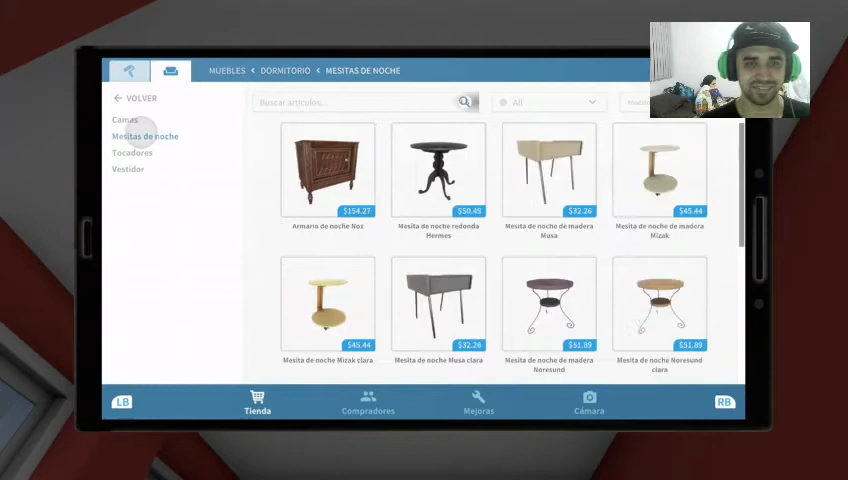 MUEBLES < DORMITORIO < MESITAS DE NOCHE
VOLVER
Camas
Mesitas de noche
Tocadores
Vestidor
Buscar artículos...
All
$154.27
Armario de noche Nox
$50.45
Mesita de noche redonda
Hermes
$32.26
Mesita de noche de madera
Musa
$45.44
Mesita de noche de madera
Mizak
$45.44
Mesita de noche Mizak clara
$32.26
Mesita de noche Musa clara
$51.89
Mesita de noche de madera
Noresund
$51.89
Mesita de noche Noresund
clara
LB
Tienda
Compradores
Mejoras
Cámara
RB